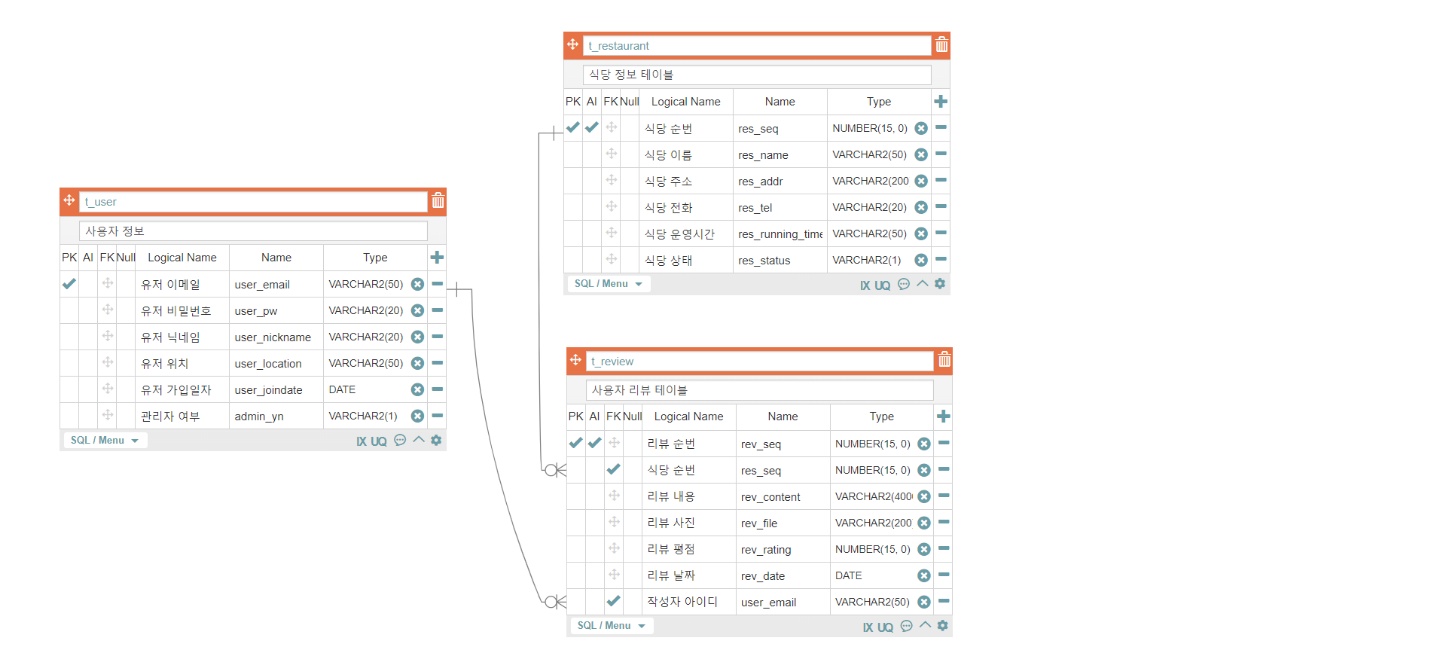 t_restaurant
식당 정보 테이블
PK AI FK Null Logical Name Name Type
식당 순번 res_seq NUMBER(15, 0)
식당 이름 res_name VARCHAR2(50)
식당 주소 res_addr VARCHAR2(200
식당 전화 res_tel VARCHAR2(20)
식당 운영시간 res_running_time VARCHAR2(50)
식당 상태 res_status VARCHAR2(1)
SQL / Menu IX UQ
t_user
사용자 정보
PK AI FK Null Logical Name Name Type
유저 이메일 user_email VARCHAR2(50)
유저 비밀번호 user_pw VARCHAR2(20)
유저 닉네임 user_nickname VARCHAR2(20)
유저 위치 user_location VARCHAR2(50)
유저 가입일자 user_joindate DATE
관리자 여부 admin_yn VARCHAR2(1)
SQL / Menu IX UQ
t_review
사용자 리뷰 테이블
PK AI FK Null Logical Name Name Type
리뷰 순번 rev_seq NUMBER(15, 0)
식당 순번 res_seq NUMBER(15, 0)
리뷰 내용 rev_content VARCHAR2(400
리뷰 사진 rev_file VARCHAR2(200
리뷰 평점 rev_rating NUMBER(15, 0)
리뷰 날짜 rev_date DATE
작성자 아이디 user_email VARCHAR2(50)
SQL / Menu IX UQ